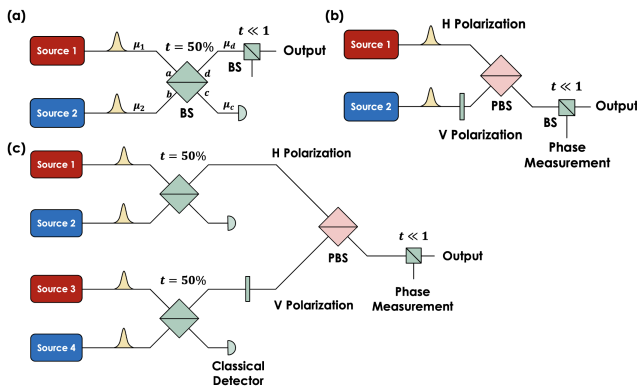 (a)
Source 1
μ1
t = 50%
μd
t ≪ 1
Output
a
d
BS
b
c
Source 2
μ2
BS
μc
(b)
H Polarization
Source 1
t ≪ 1
Source 2
PBS
Output
BS
V Polarization
Phase
Measurement
(c)
t = 50%
H Polarization
Source 1
Source 2
t ≪ 1
t = 50%
PBS
Output
Source 3
V Polarization
Phase
Measurement
Source 4
Classical
Detector